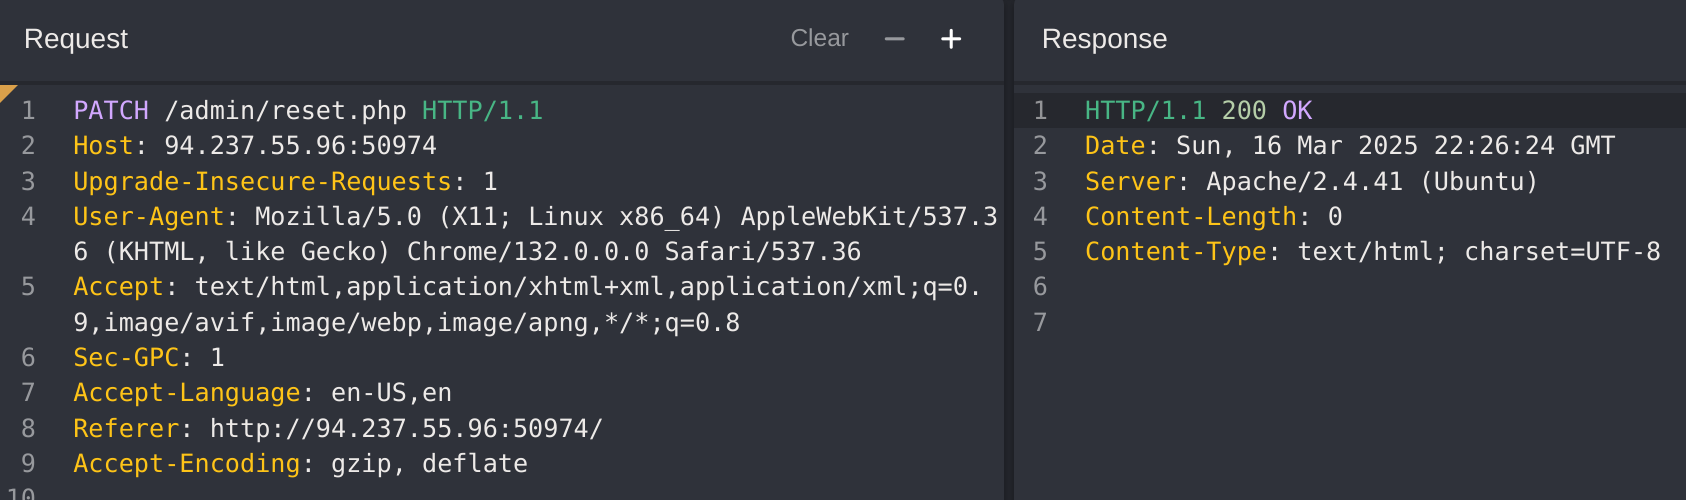 Request
Clear
1 PATCH /admin/reset.php HTTP/1.1
2 Host: 94.237.55.96:50974
3 Upgrade-Insecure-Requests: 1
4 User-Agent: Mozilla/5.0 (X11; Linux x86_64) AppleWebKit/537.3
6 (KHTML, like Gecko) Chrome/132.0.0.0 Safari/537.36
5 Accept: text/html,application/xhtml+xml,application/xml;q=0.
9,image/avif,image/webp,image/apng,*/*;q=0.8
6 Sec-GPC: 1
7 Accept-Language: en-US,en
8 Referer: http://94.237.55.96:50974/
9 Accept-Encoding: gzip, deflate
10
Response
1 HTTP/1.1 200 OK
2 Date: Sun, 16 Mar 2025 22:26:24 GMT
3 Server: Apache/2.4.41 (Ubuntu)
4 Content-Length: 0
5 Content-Type: text/html; charset=UTF-8
6
7